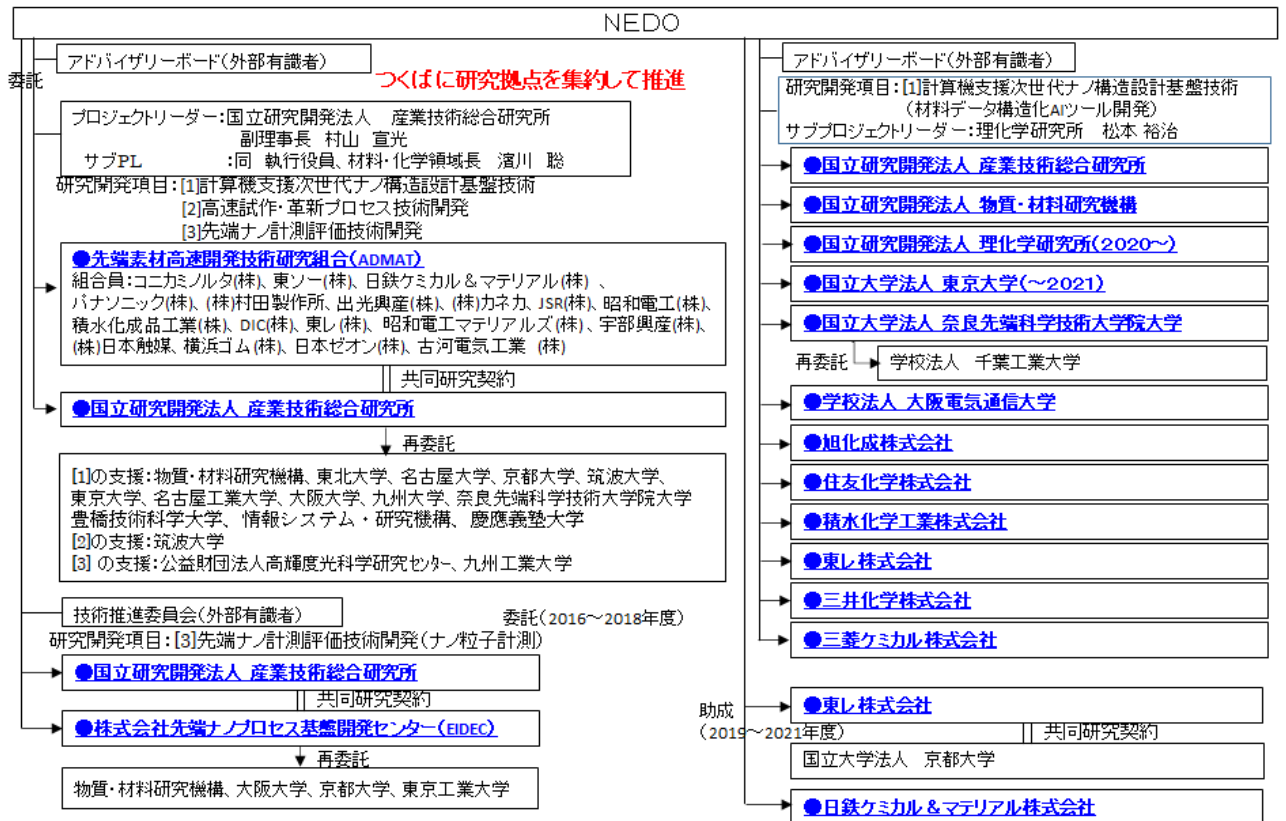 NEDO
委託
アドバイザリーボード(外部有識者)
つくばに研究拠点を集約して推進
プロジェクトリーダー:国立研究開発法人 産業技術総合研究所
副理事長 村山 宣光
サブPL :同 執行役員、材料・化学領域長 濱川 聡
研究開発項目:[1]計算機支援次世代ナノ構造設計基盤技術
[2]高速試作・革新プロセス技術開発
[3]先端ナノ計測評価技術開発
●先端素材高速開発技術研究組合(ADMAT)
組合員:コニカミノルタ(株)、東ソー(株)、日鉄ケミカル&マテリアル(株) 、
パナソニック(株)、(株)村田製作所、出光興産(株)、(株)カネカ、JSR(株)、昭和電工(株)、
積水化成品工業(株)、DIC(株)、東レ(株)、昭和電工マテリアルズ(株)、宇部興産(株)、
(株)日本触媒、横浜ゴム(株)、日本ゼオン(株)、古河電気工業 (株)
共同研究契約
●国立研究開発法人 産業技術総合研究所
再委託
[1]の支援:物質・材料研究機構、東北大学、名古屋大学、京都大学、筑波大学、
東京大学、名古屋工業大学、大阪大学、九州大学、奈良先端科学技術大学院大学
豊橋技術科学大学、 情報システム・研究機構、慶應義塾大学
[2]の支援:筑波大学
[3] の支援:公益財団法人高輝度光科学研究センター、九州工業大学
技術推進委員会(外部有識者)
委託(2016~2018年度)
研究開発項目:[3]先端ナノ計測評価技術開発(ナノ粒子計測)
●国立研究開発法人 産業技術総合研究所
共同研究契約
●株式会社先端ナノプロセス基盤開発センター(EIDEC)
再委託
物質・材料研究機構、大阪大学、京都大学、東京工業大学
アドバイザリーボード(外部有識者)
研究開発項目:[1]計算機支援次世代ナノ構造設計基盤技術
(材料データ構造化AIツール開発)
サブプロジェクトリーダー:理化学研究所 松本 裕治
●国立研究開発法人 産業技術総合研究所
●国立研究開発法人 物質・材料研究機構
●国立研究開発法人 理化学研究所(2020~)
●国立大学法人 東京大学(~2021)
●国立大学法人 奈良先端科学技術大学院大学
再委託
学校法人 千葉工業大学
●学校法人 大阪電気通信大学
●旭化成株式会社
●住友化学株式会社
●積水化学工業株式会社
●東レ株式会社
●三井化学株式会社
●三菱ケミカル株式会社
助成
(2019~2021年度)
●東レ株式会社
共同研究契約
国立大学法人 京都大学
●日鉄ケミカル&マテリアル株式会社